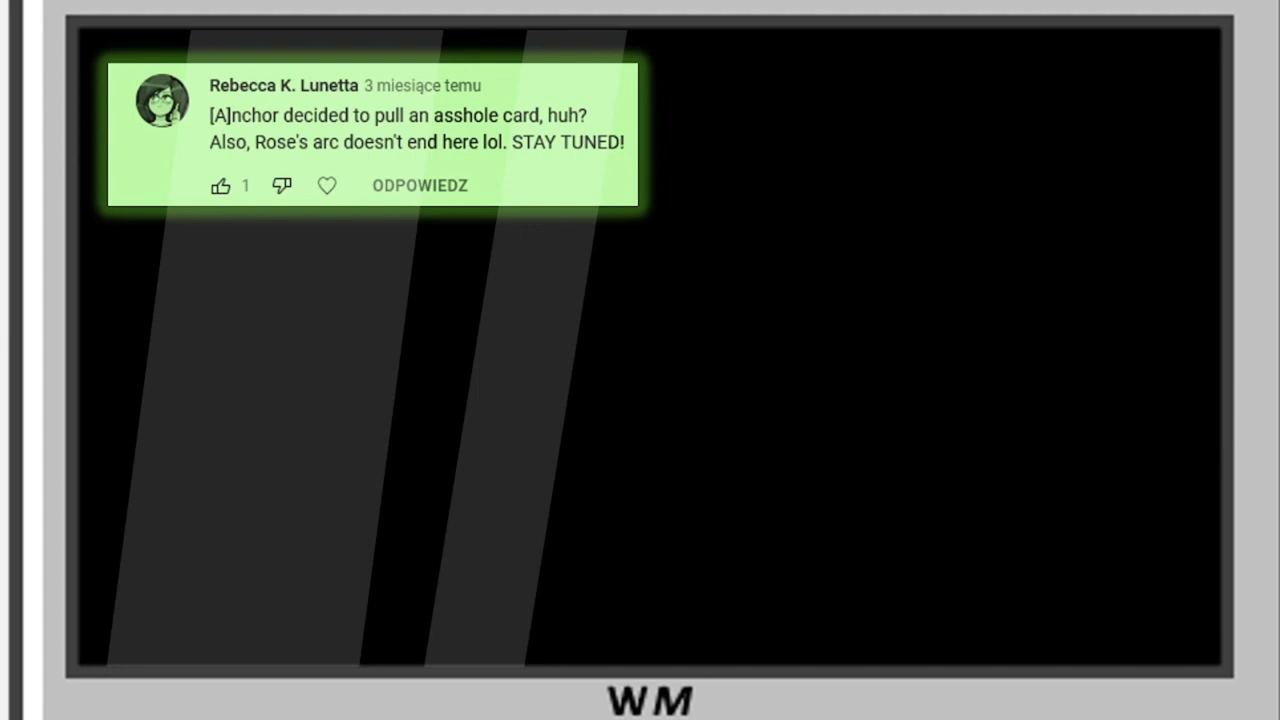 Rebecca K. Lunetta 3 miesiące temu
[A]nchor decided to pull an asshole card, huh?
Also, Rose's arc doesn't end here lol. STAY TUNED!
1 ODPOWIEDZ
WM